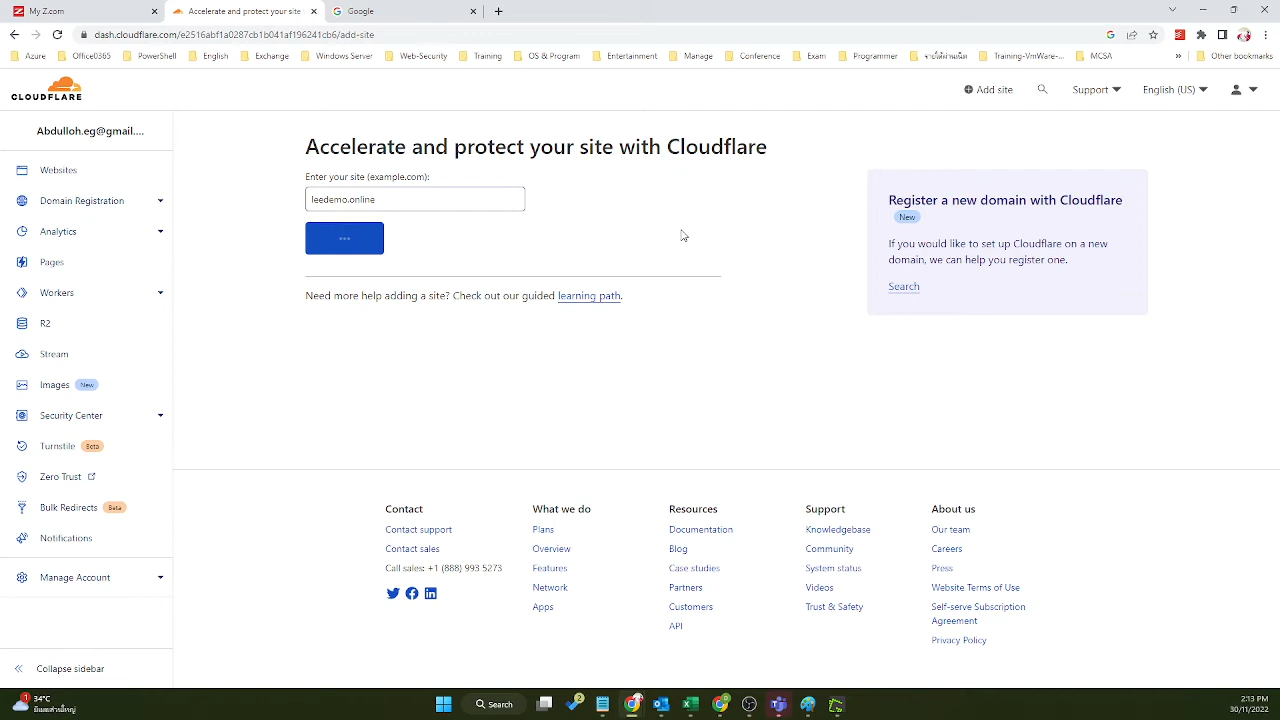 My Z.com
Accelerate and protect your site
Google
dash.cloudflare.com/e2516abf1a0287cb1b041af196241cb6/add-site
Azure Office365 PowerShell Exchange English Windows Server Web-Security Training OS & Program Entertainment Manage Conference Exam Programmer Training-VmWare-... MCSA » Other bookmarks
CLOUDFLARE
Add site
Support
English (US)
Abdulloh.eg@gmail....
Websites
Domain Registration
Analytics
Pages
Workers
R2
Stream
Images New
Security Center
Turnstile Beta
Zero Trust
Bulk Redirects Beta
Notifications
Manage Account
Collapse sidebar
Accelerate and protect your site with Cloudflare
Enter your site (example.com):
leedemo.online
Need more help adding a site? Check out our guided learning path.
Register a new domain with Cloudflare
New
If you would like to set up Cloudflare on a new
domain, we can help you register one.
Search
Contact
Contact support
Contact sales
Call sales: +1 (888) 993 5273
What we do
Plans
Overview
Features
Network
Apps
Resources
Documentation
Blog
Case studies
Partners
Customers
API
Support
Knowledgebase
Community
System status
Videos
Trust & Safety
About us
Our team
Careers
Press
Website Terms of Use
Self-serve Subscription
Agreement
Privacy Policy
1
34°C
Search
2
2:13 PM
30/11/2022